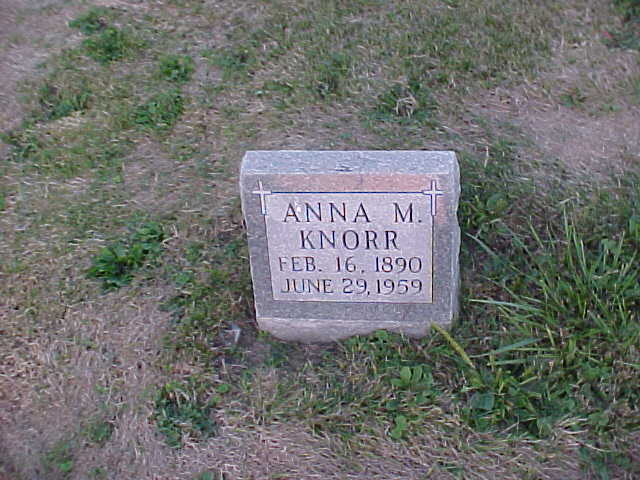 ANNA M.
KNORR
FEB. 16, 1890
JUNE 29, 1959